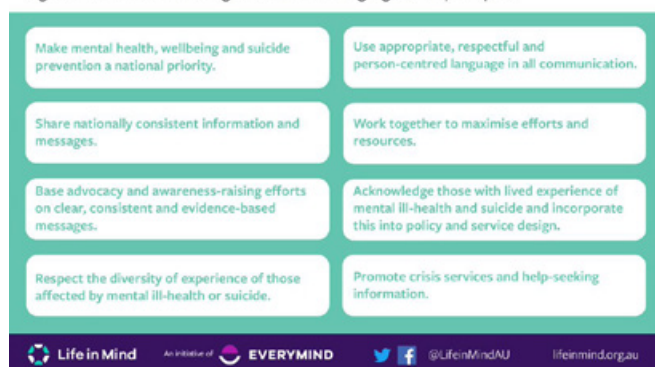 Make mental health, wellbeing and suicide
prevention a national priority.
Use appropriate, respectful and
person-centred language in all communication.
Share nationally consistent information and
messages.
Work together to maximise efforts and
resources.
Base advocacy and awareness-raising efforts
on clear, consistent and evidence-based
messages.
Acknowledge those with lived experience of
mental ill-health and suicide and incorporate
this into policy and service design.
Respect the diversity of experience of those
affected by mental ill-health or suicide.
Promote crisis services and help-seeking
information.
Life in Mind An initiative of EVERYMIND @LifeinMindAU lifeinmind.org.au